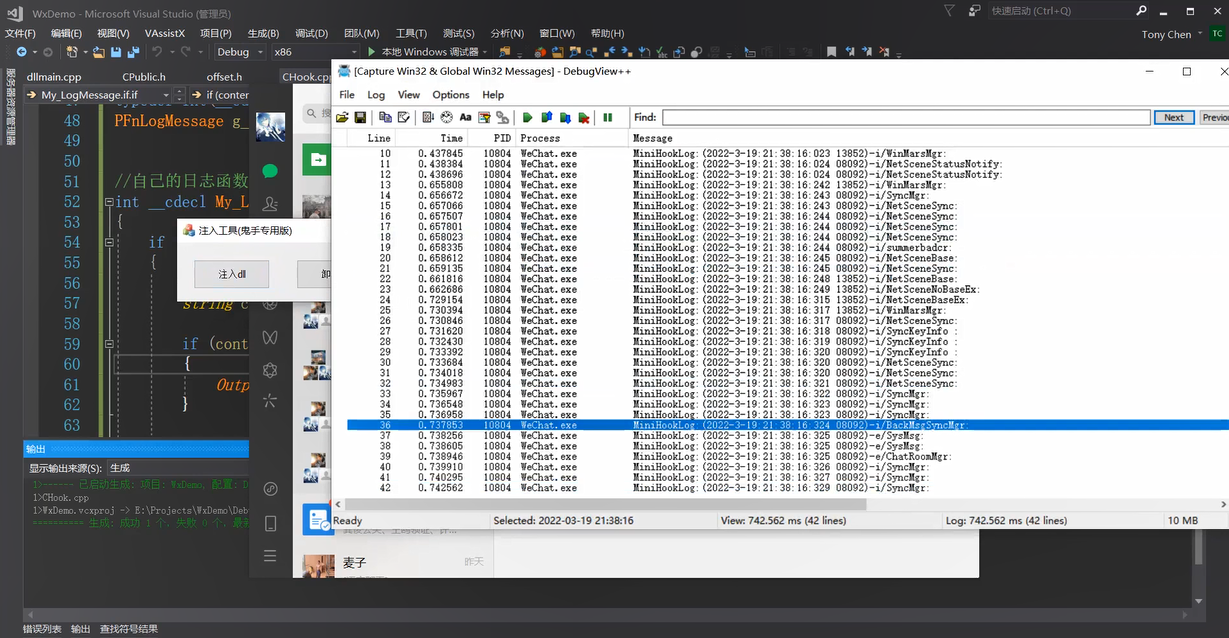 WxDemo - Microsoft Visual Studio (管理员)
快速启动 (Ctrl+Q)
文件(F) 编辑(E) 视图(V) VAssistX 项目(P) 生成(B) 调试(D) 团队(M) 工具(T) 测试(S) 分析(N) 窗口(W) 帮助(H)
Tony Chen TC
Debug x86 本地 Windows 调试器
服务器资源管理器
dllmain.cpp CPublic.h offset.h CHook.cpp
My_LogMessage.if.if if (conter
48 PFnLogMessage g_
49
50
51 //自己的日志函数
52 int __cdecl My_L
53 {
54 if
55 {
56
57 string c
58
59 if (cont
60 {
61 Outp
62 }
63
注入工具(鬼手专用版)
注入dll
卸
搜
[Capture Win32 & Global Win32 Messages] - DebugView++
File Log View Options Help
Find: Next Previou
Line Time PID Process Message
10 0.437845 10804 WeChat.exe MiniHookLog:(2022-3-19:21:38:16:023 13852)-i/WinMarsMgr:
11 0.438384 10804 WeChat.exe MiniHookLog:(2022-3-19:21:38:16:024 08092)-i/NetSceneStatusNotify:
12 0.438696 10804 WeChat.exe MiniHookLog:(2022-3-19:21:38:16:024 08092)-i/NetSceneStatusNotify:
13 0.655808 10804 WeChat.exe MiniHookLog:(2022-3-19:21:38:16:242 13852)-i/WinMarsMgr:
14 0.656672 10804 WeChat.exe MiniHookLog:(2022-3-19:21:38:16:243 08092)-i/SyncMgr:
15 0.657066 10804 WeChat.exe MiniHookLog:(2022-3-19:21:38:16:244 08092)-i/NetSceneSync:
16 0.657507 10804 WeChat.exe MiniHookLog:(2022-3-19:21:38:16:244 08092)-i/NetSceneSync:
17 0.657801 10804 WeChat.exe MiniHookLog:(2022-3-19:21:38:16:244 08092)-i/NetSceneSync:
18 0.658023 10804 WeChat.exe MiniHookLog:(2022-3-19:21:38:16:244 08092)-i/NetSceneSync:
19 0.658335 10804 WeChat.exe MiniHookLog:(2022-3-19:21:38:16:244 08092)-i/summerbadcr:
20 0.658612 10804 WeChat.exe MiniHookLog:(2022-3-19:21:38:16:245 08092)-i/NetSceneBase:
21 0.659135 10804 WeChat.exe MiniHookLog:(2022-3-19:21:38:16:245 08092)-i/NetSceneSync:
22 0.661816 10804 WeChat.exe MiniHookLog:(2022-3-19:21:38:16:248 13852)-i/NetSceneBase:
23 0.662686 10804 WeChat.exe MiniHookLog:(2022-3-19:21:38:16:249 13852)-i/NetSceneNoBaseEx:
24 0.729154 10804 WeChat.exe MiniHookLog:(2022-3-19:21:38:16:315 13852)-i/NetSceneBaseEx:
25 0.730394 10804 WeChat.exe MiniHookLog:(2022-3-19:21:38:16:317 13852)-i/WinMarsMgr:
26 0.730846 10804 WeChat.exe MiniHookLog:(2022-3-19:21:38:16:317 08092)-i/NetSceneSync:
27 0.731620 10804 WeChat.exe MiniHookLog:(2022-3-19:21:38:16:318 08092)-i/SyncKeyInfo :
28 0.732430 10804 WeChat.exe MiniHookLog:(2022-3-19:21:38:16:319 08092)-i/SyncKeyInfo :
29 0.733392 10804 WeChat.exe MiniHookLog:(2022-3-19:21:38:16:320 08092)-i/SyncKeyInfo :
30 0.733684 10804 WeChat.exe MiniHookLog:(2022-3-19:21:38:16:320 08092)-i/NetSceneSync:
31 0.734018 10804 WeChat.exe MiniHookLog:(2022-3-19:21:38:16:320 08092)-i/NetSceneSync:
32 0.734983 10804 WeChat.exe MiniHookLog:(2022-3-19:21:38:16:321 08092)-i/NetSceneSync:
33 0.735967 10804 WeChat.exe MiniHookLog:(2022-3-19:21:38:16:322 08092)-i/SyncMgr:
34 0.736548 10804 WeChat.exe MiniHookLog:(2022-3-19:21:38:16:323 08092)-i/SyncMgr:
35 0.736958 10804 WeChat.exe MiniHookLog:(2022-3-19:21:38:16:323 08092)-i/SyncMgr:
36 0.737853 10804 WeChat.exe MiniHookLog:(2022-3-19:21:38:16:324 08092)-i/BackMsgSyncMgr:
37 0.738256 10804 WeChat.exe MiniHookLog:(2022-3-19:21:38:16:325 08092)-e/SysMsg:
38 0.738605 10804 WeChat.exe MiniHookLog:(2022-3-19:21:38:16:325 08092)-e/SysMsg:
39 0.738946 10804 WeChat.exe MiniHookLog:(2022-3-19:21:38:16:325 08092)-e/ChatRoomMgr:
40 0.739910 10804 WeChat.exe MiniHookLog:(2022-3-19:21:38:16:326 08092)-i/SyncMgr:
41 0.740295 10804 WeChat.exe MiniHookLog:(2022-3-19:21:38:16:327 08092)-i/SyncMgr:
42 0.742562 10804 WeChat.exe MiniHookLog:(2022-3-19:21:38:16:329 08092)-i/SyncMgr:
Ready Selected: 2022-03-19 21:38:16 View: 742.562 ms (42 lines) Log: 742.562 ms (42 lines) 10 MB
输出
显示输出来源(S): 生成
1>------ 已启动生成: 项目: WxDemo, 配置: D
1>CHook.cpp
1>WxDemo.vcxproj -> E:\Projects\WxDemo\Deb
========== 生成: 成功 1 个，失败 0 个，最新
麦子 昨天
错误列表 输出 查找符号结果